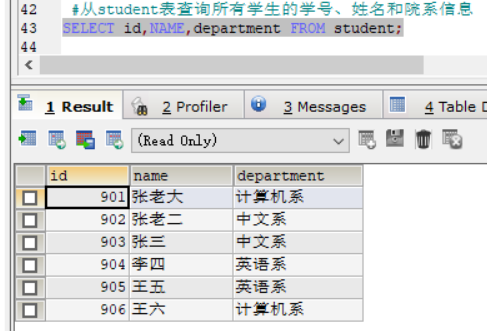 42 #从student表查询所有学生的学号、姓名和院系信息
43 SELECT id,NAME,department FROM student;
44
1 Result 2 Profiler 3 Messages 4 Table D
(Read Only)
id name department
901 张老大 计算机系
902 张老二 中文系
903 张三 中文系
904 李四 英语系
905 王五 英语系
906 王六 计算机系